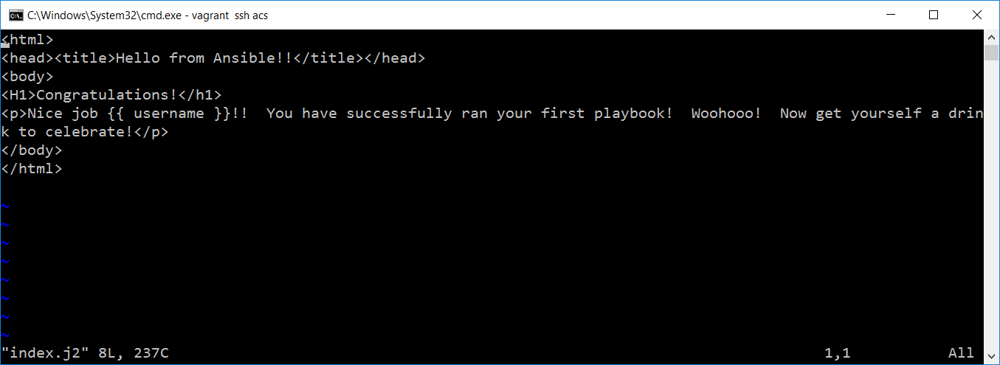 C:\Windows\System32\cmd.exe - vagrant  ssh acs
<html>
<head><title>Hello from Ansible!!</title></head>
<body>
<H1>Congratulations!</h1>
<p>Nice job {{ username }}!!  You have successfully ran your first playbook!  Woohooo!  Now get yourself a drin
k to celebrate!</p>
</body>
</html>
~
~
~
~
~
~
~
~
"index.j2" 8L, 237C 1,1 All